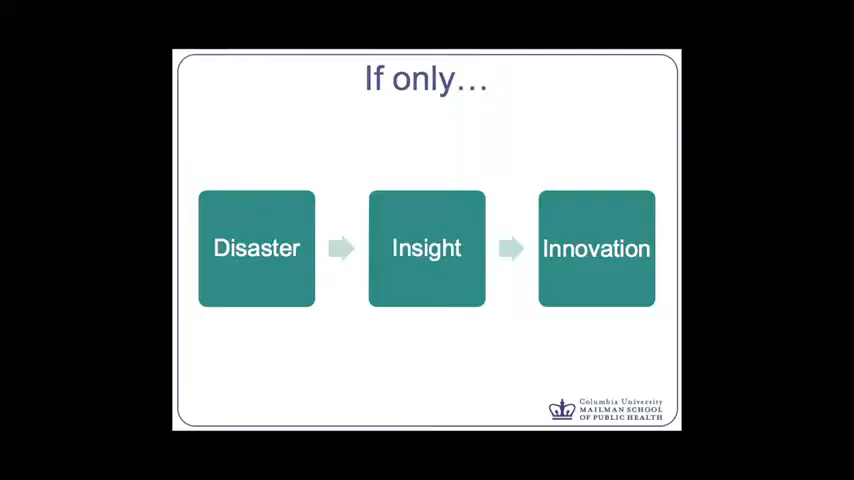 If only...
Disaster
Insight
Innovation
Columbia University
MAILMAN SCHOOL
OF PUBLIC HEALTH